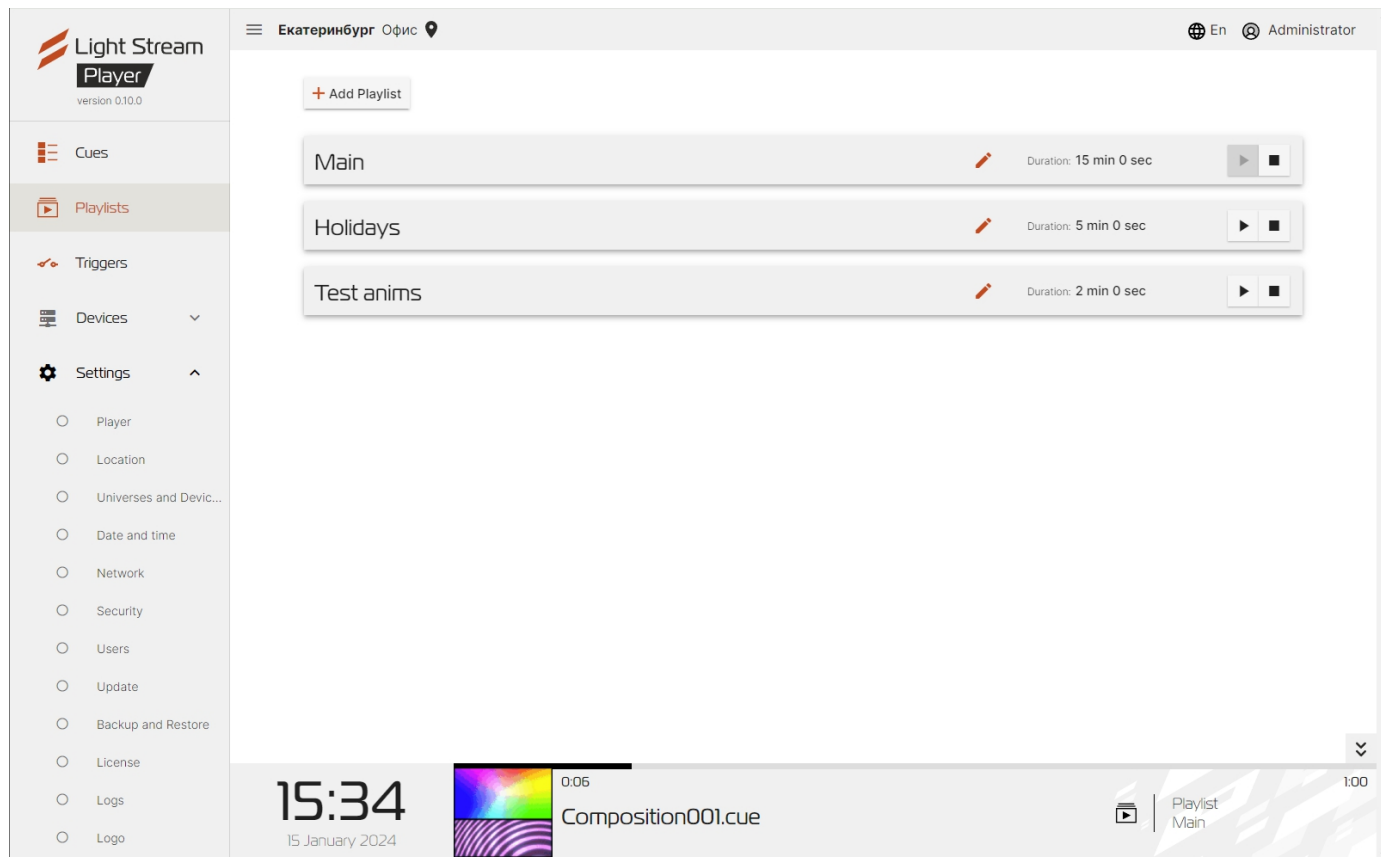 Light Stream
Player
version 0.10.0
Екатеринбург Офис
En
Administrator
Cues
Playlists
Triggers
Devices
Settings
Player
Location
Universes and Devic...
Date and time
Network
Security
Users
Update
Backup and Restore
License
Logs
Logo
+ Add Playlist
Main
Duration: 15 min 0 sec
Holidays
Duration: 5 min 0 sec
Test anims
Duration: 2 min 0 sec
15:34
15 January 2024
0:06
Composition001.cue
Playlist
Main
1:00